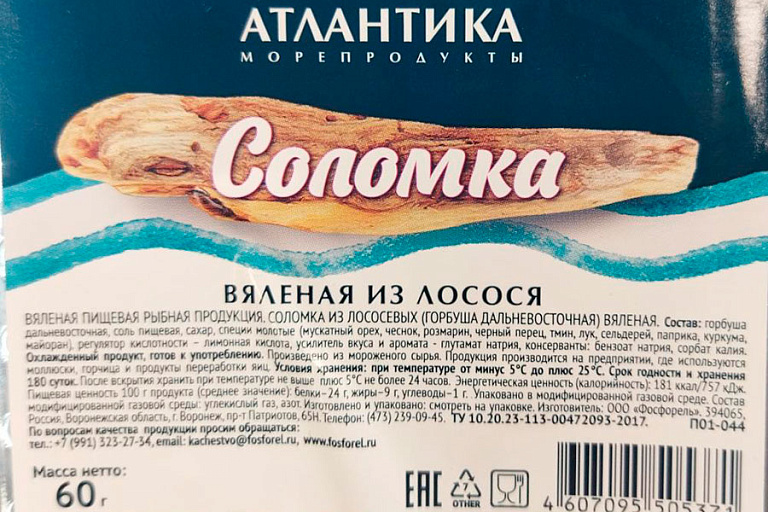 АТЛАНТИКА
МОРЕПРОДУКТЫ
Соломка
ВЯЛЕНАЯ ИЗ ЛОСОСЯ
ВЯЛЕНАЯ ПИЩЕВАЯ РЫБНАЯ ПРОДУКЦИЯ. СОЛОМКА ИЗ ЛОСОСЕВЫХ (ГОРБУША ДАЛЬНЕВОСТОЧНАЯ) ВЯЛЕНАЯ. Состав: горбуша
дальневосточная, соль пищевая, сахар, специи молотые (мускатный орех, чеснок, розмарин, черный перец, тмин, лук, сельдерей, паприка, куркума,
майоран), регулятор кислотности – лимонная кислота, усилитель вкуса и аромата - глутамат натрия, консерванты: бензоат натрия, сорбат калия.
Охлажденный продукт, готов к употреблению. Произведено из мороженого сырья. Продукция производится на предприятии, где используются
моллюски, горчица и продукты переработки яиц. Условия хранения: при температуре от минус 5°С до плюс 25°С. Срок годности и хранения
180 суток. После вскрытия хранить при температуре не выше плюс 5°С не более 24 часов. Энергетическая ценность (калорийность): 181 ккал/757 кДж.
Пищевая ценность 100 г продукта (среднее значение): белки–24 г, жиры–9 г, углеводы–1 г. Упаковано в модифицированной газовой среде. Состав
модифицированной газовой среды: углекислый газ, азот. Изготовлено и упаковано: смотреть на упаковке. Изготовитель: ООО «Фосфорель». 394065,
Россия, Воронежская область, г. Воронеж, пр-т Патриотов, 65Н. Телефон: (473) 239-09-45. ТУ 10.20.23-113-00472093-2017. П01-044
По вопросам качества продукции просим обращаться:
тел.: +7 (991) 323-27-34, email: kachestvo@fosforel.ru, www.fosforel.ru
Масса нетто:
60 г
ЕАС
7
OTHER
4 607095 505371